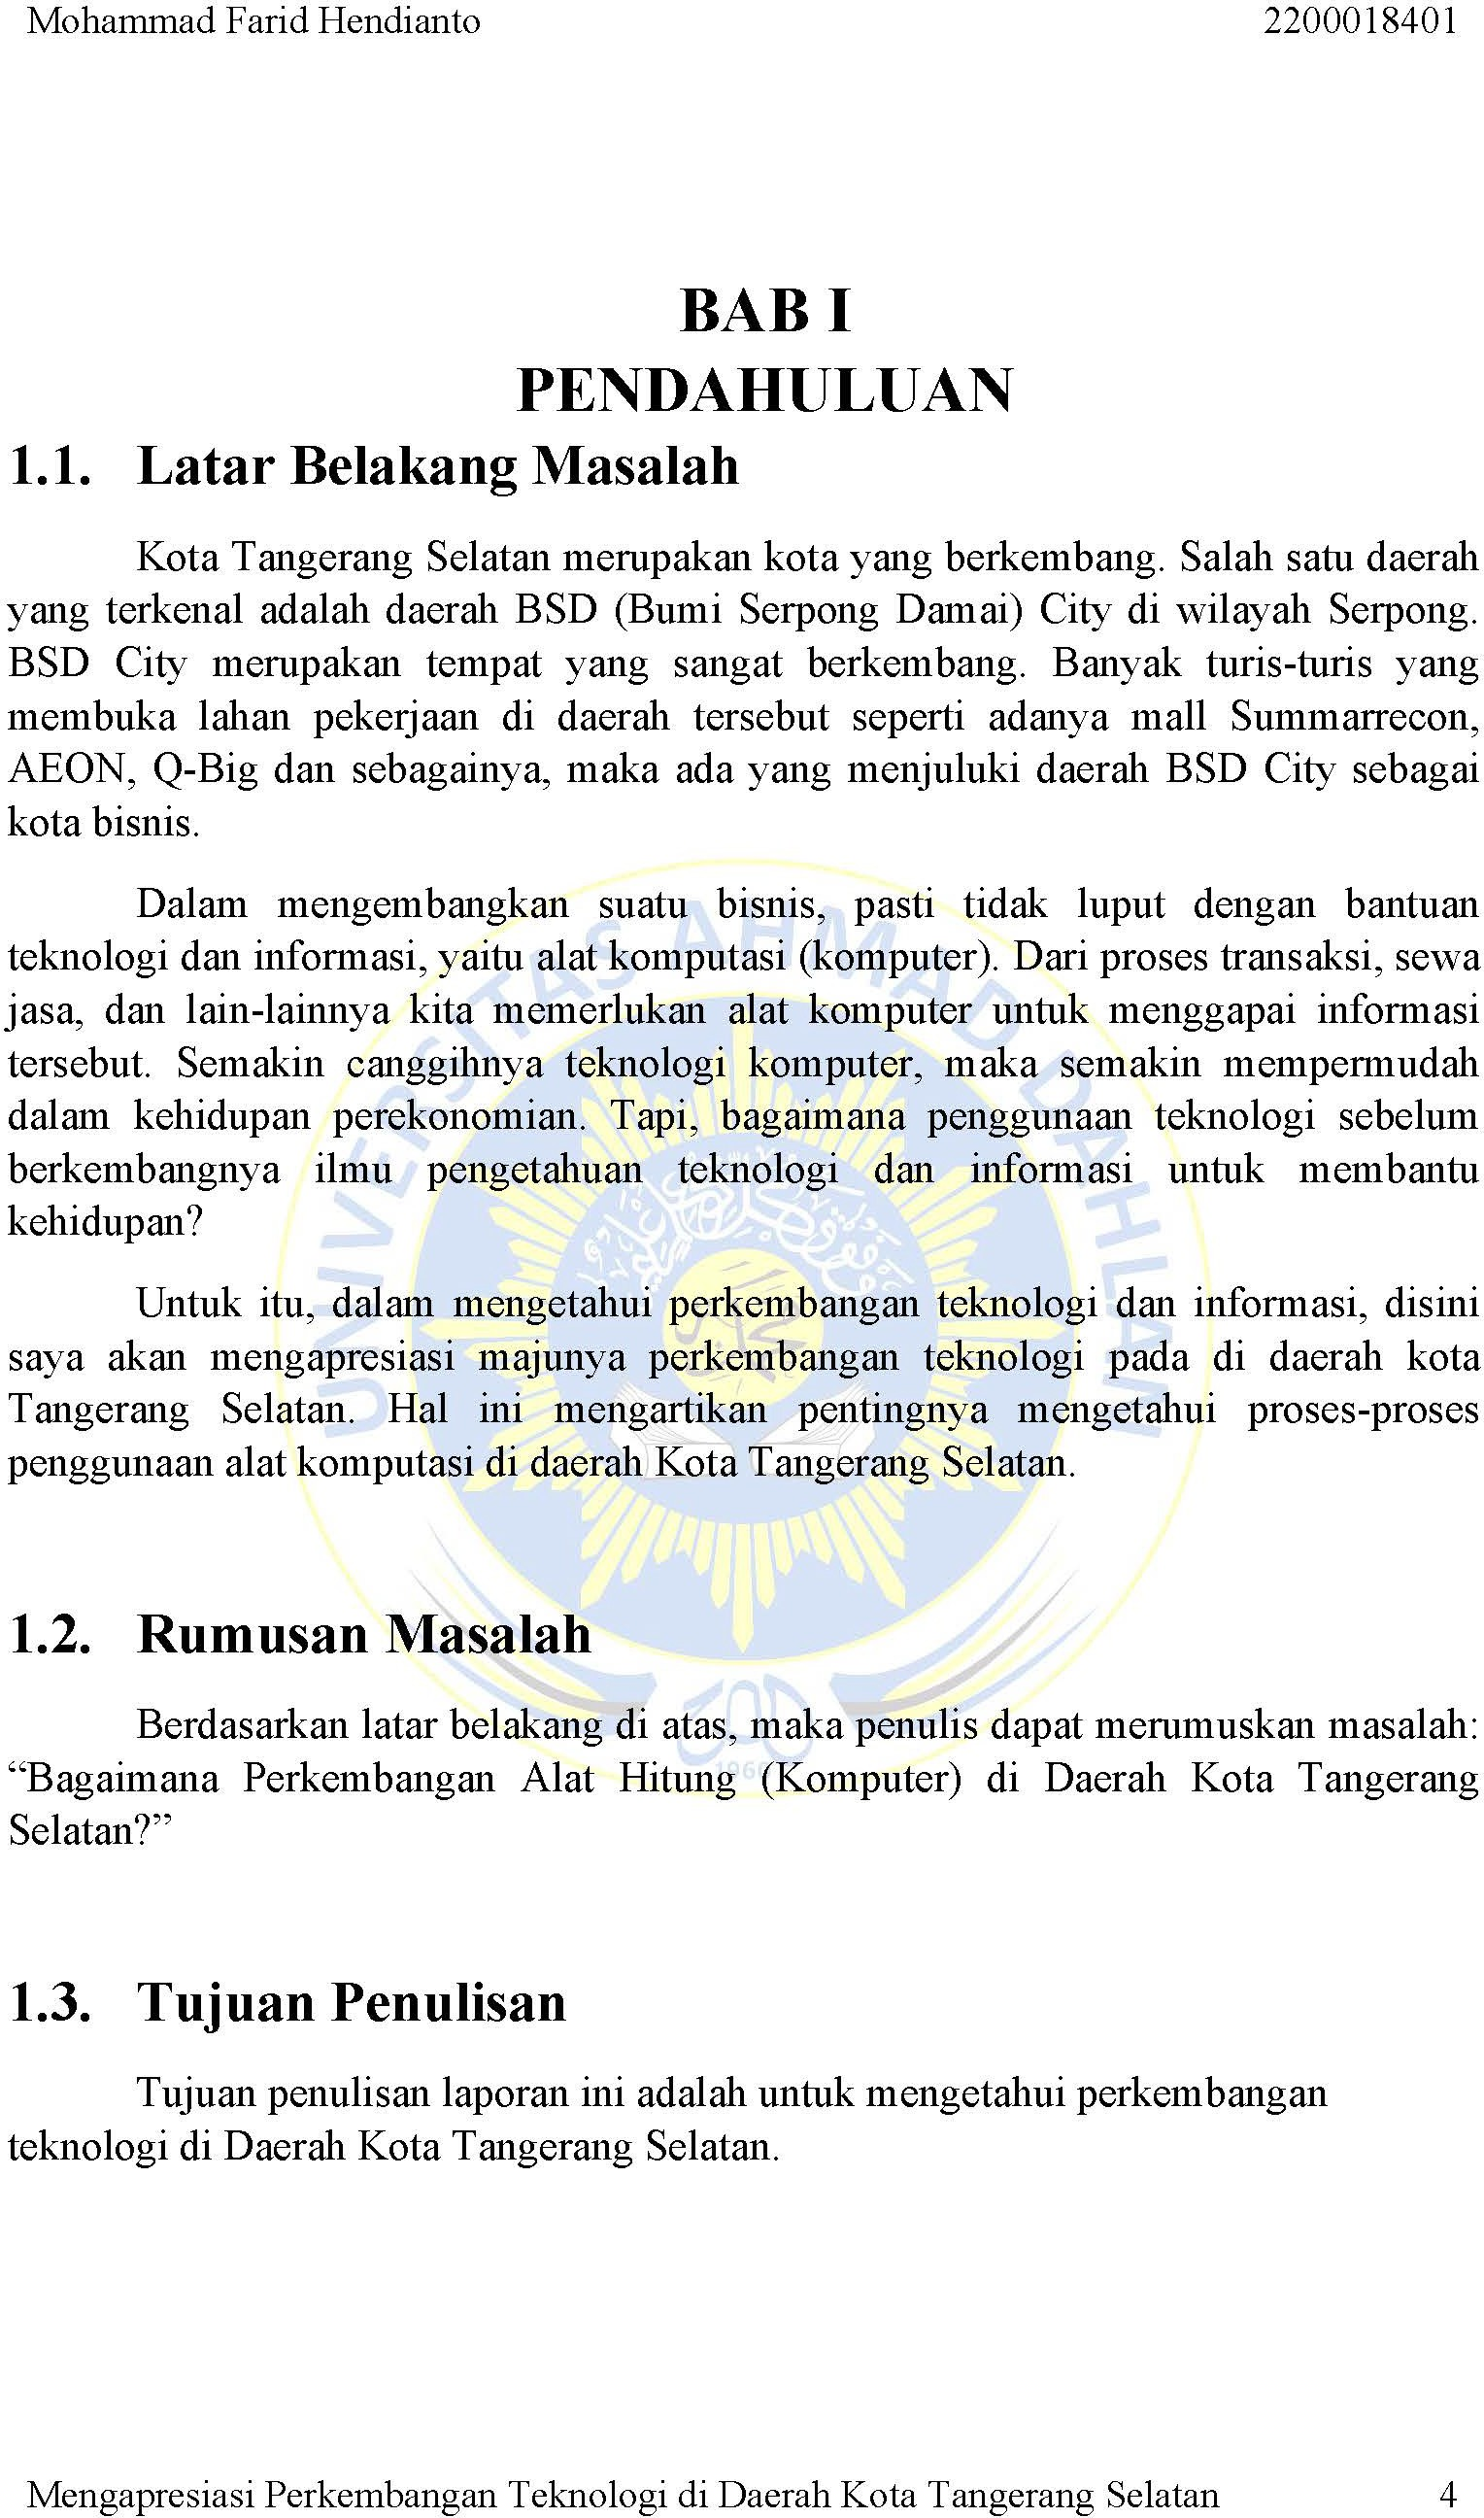 Mohammad Farid Hendianto 2200018401
BAB I
PENDAHULUAN
1.1. Latar Belakang Masalah
Kota Tangerang Selatan merupakan kota yang berkembang. Salah satu daerah
yang terkenal adalah daerah BSD (Bumi Serpong Damai) City di wilayah Serpong.
BSD City merupakan tempat yang sangat berkembang. Banyak turis-turis yang
membuka lahan pekerjaan di daerah tersebut seperti adanya mall Summarrecon,
AEON, Q-Big dan sebagainya, maka ada yang menjuluki daerah BSD City sebagai
kota bisnis.
Dalam mengembangkan suatu bisnis, pasti tidak luput dengan bantuan
teknologi dan informasi, yaitu alat komputasi (komputer). Dari proses transaksi, sewa
jasa, dan lain-lainnya kita memerlukan alat komputer untuk menggapai informasi
tersebut. Semakin canggihnya teknologi komputer, maka semakin mempermudah
dalam kehidupan perekonomian. Tapi, bagaimana penggunaan teknologi sebelum
berkembangnya ilmu pengetahuan teknologi dan informasi untuk membantu
kehidupan?
Untuk itu, dalam mengetahui perkembangan teknologi dan informasi, disini
saya akan mengapresiasi majunya perkembangan teknologi pada di daerah kota
Tangerang Selatan. Hal ini mengartikan pentingnya mengetahui proses-proses
penggunaan alat komputasi di daerah Kota Tangerang Selatan.
1.2. Rumusan Masalah
Berdasarkan latar belakang di atas, maka penulis dapat merumuskan masalah:
“Bagaimana Perkembangan Alat Hitung (Komputer) di Daerah Kota Tangerang
Selatan?”
1.3. Tujuan Penulisan
Tujuan penulisan laporan ini adalah untuk mengetahui perkembangan
teknologi di Daerah Kota Tangerang Selatan.
Mengapresiasi Perkembangan Teknologi di Daerah Kota Tangerang Selatan 4
UNIVERSITAS AHMAD DAHLAN
1960